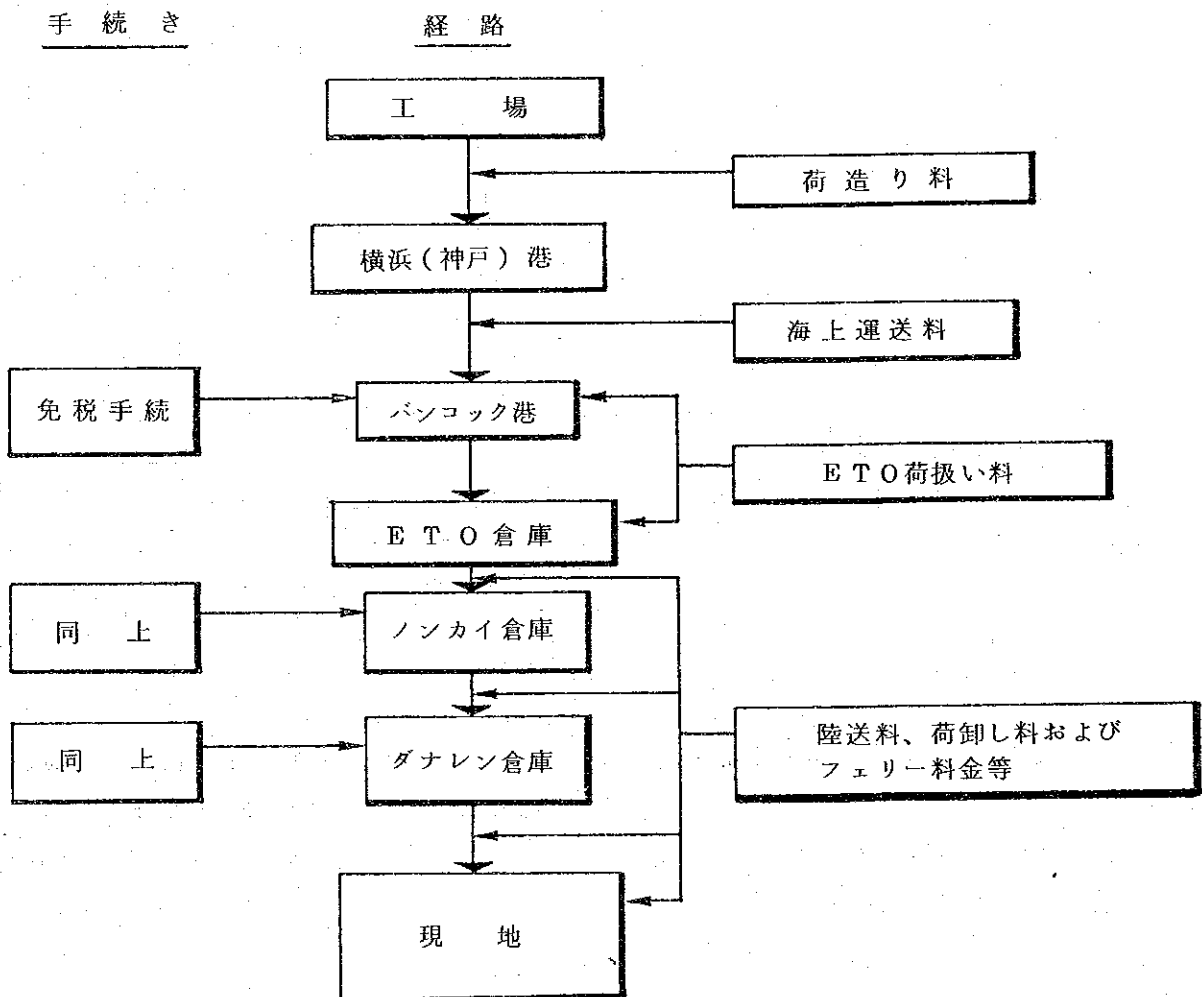 手続き
経路
工場
荷造り料
横浜(神戸)港
海上運送料
免税手続
バンコック港
ETO荷扱い料
ETO倉庫
同上
ノンカイ倉庫
同上
ダナレン倉庫
陸送料、荷卸し料および
フェリー料金等
現地